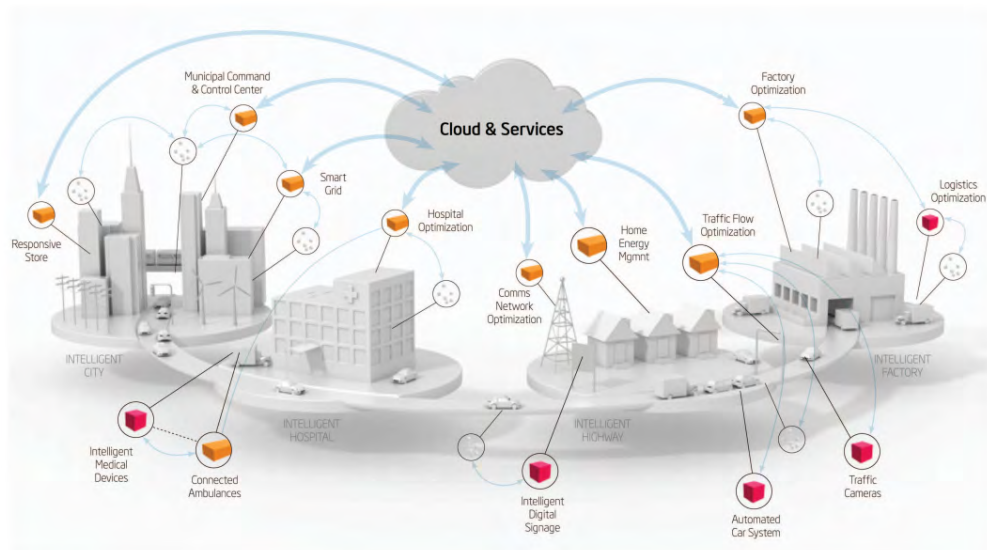 Municipal Command
& Control Center
Cloud & Services
Factory
Optimization
Smart
Grid
Logistics
Optimization
Hospital
Optimization
Responsive
Store
Home
Energy
Mgmnt
Traffic Flow
Optimization
Comms
Network
Optimization
INTELLIGENT
CITY
INTELLIGENT
FACTORY
INTELLIGENT
HOSPITAL
INTELLIGENT
HIGHWAY
Intelligent
Medical
Devices
Connected
Ambulances
Intelligent
Digital
Signage
Automated
Car System
Traffic
Cameras